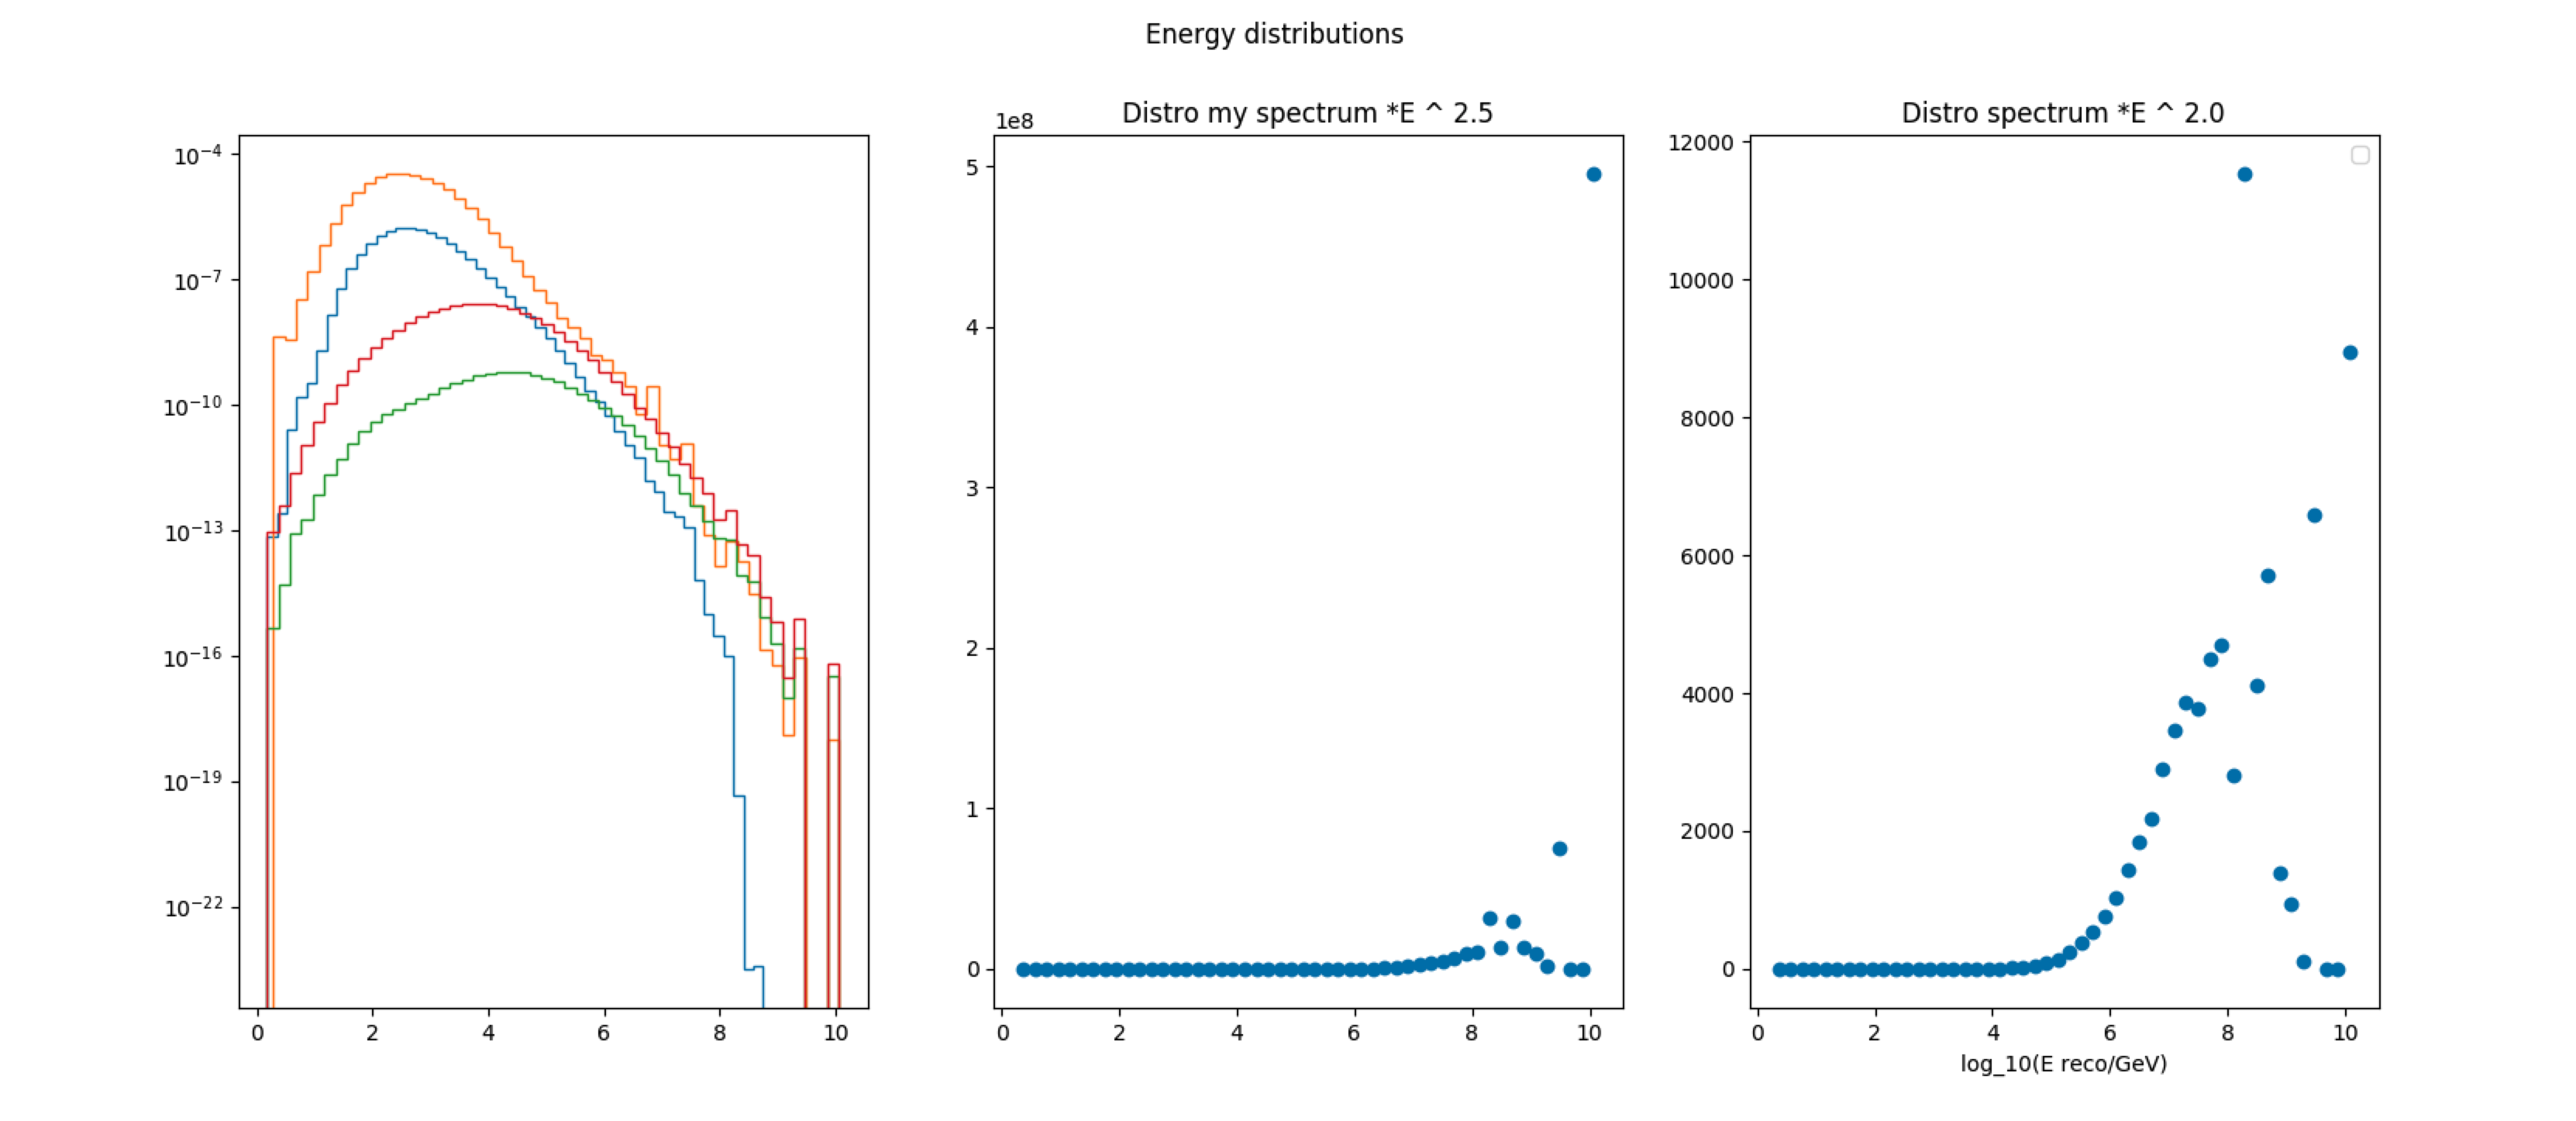 Energy distributions
Distro my spectrum *E ^ 2.5
Distro spectrum *E ^ 2.0
10⁻⁴
10⁻⁷
10⁻¹⁰
10⁻¹³
10⁻¹⁶
10⁻¹⁹
10⁻²²
0 2 4 6 8 10
1e8
5
4
3
2
1
0
0 2 4 6 8 10
12000
10000
8000
6000
4000
2000
0
0 2 4 6 8 10
log_10(E reco/GeV)